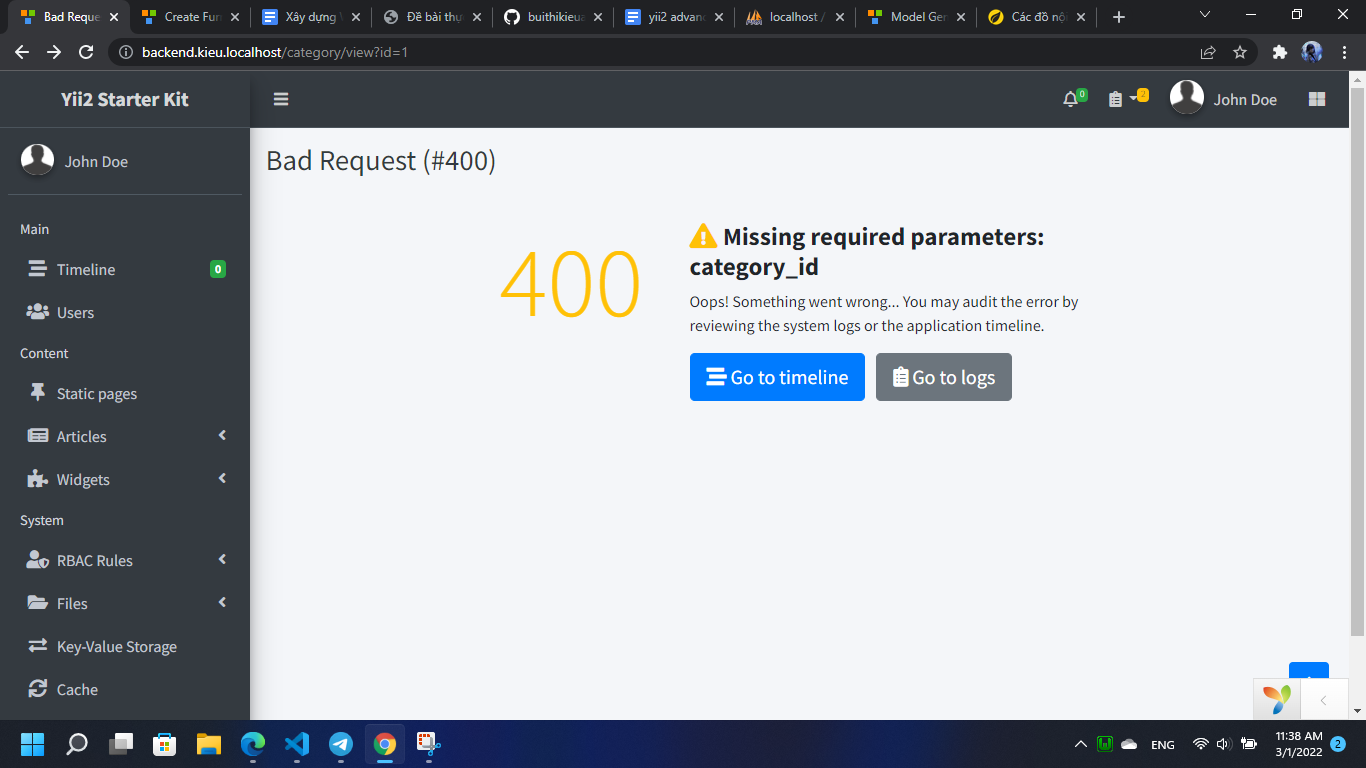 Bad Reque
Create Fun
Xây dựng
Đề bài thự
buithikieua
yii2 advanc
localhost /
Model Gen
Các đồ nội
backend.kieu.localhost/category/view?id=1
Yii2 Starter Kit
0
2
John Doe
John Doe
Bad Request (#400)
Main
Timeline 0
Users
Content
Static pages
Articles
Widgets
System
RBAC Rules
Files
Key-Value Storage
Cache
400
Missing required parameters:
category_id
Oops! Something went wrong... You may audit the error by
reviewing the system logs or the application timeline.
Go to timeline
Go to logs
ENG
11:38 AM
3/1/2022
2